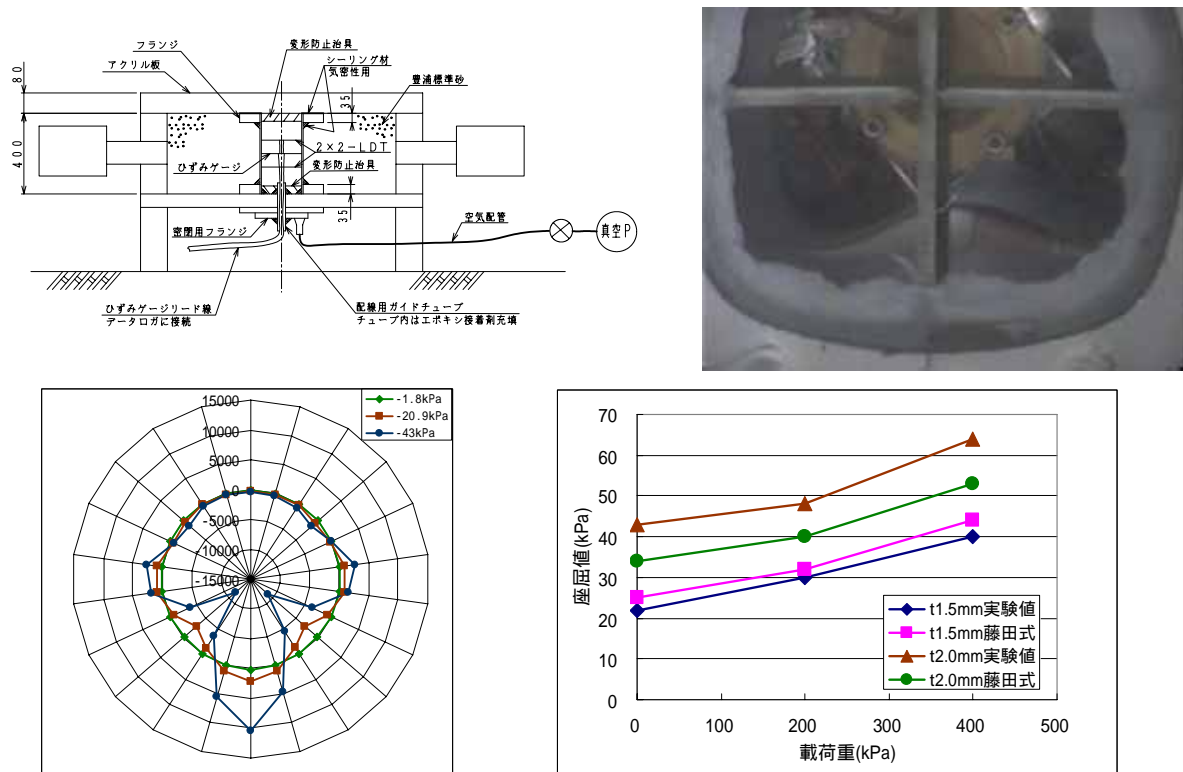 フランジ
アクリル板
変形防止治具
シーリング材
気密性用
豊浦標準砂
80
400
35
2×2-LDT
ひずみゲージ
変形防止治具
35
空気配管
真空P
密閉用フランジ
ひずみゲージリード線
データロガに接続
配線用ガイドチューブ
チューブ内はエポキシ接着剤充填
15000
10000
5000
0
-5000
-10000
-15000
-1.8kPa
-20.9kPa
-43kPa
70
60
50
40
30
20
10
0
座屈値(kPa)
t1.5mm実験値
t1.5mm藤田式
t2.0mm実験値
t2.0mm藤田式
0 100 200 300 400 500
載荷重(kPa)